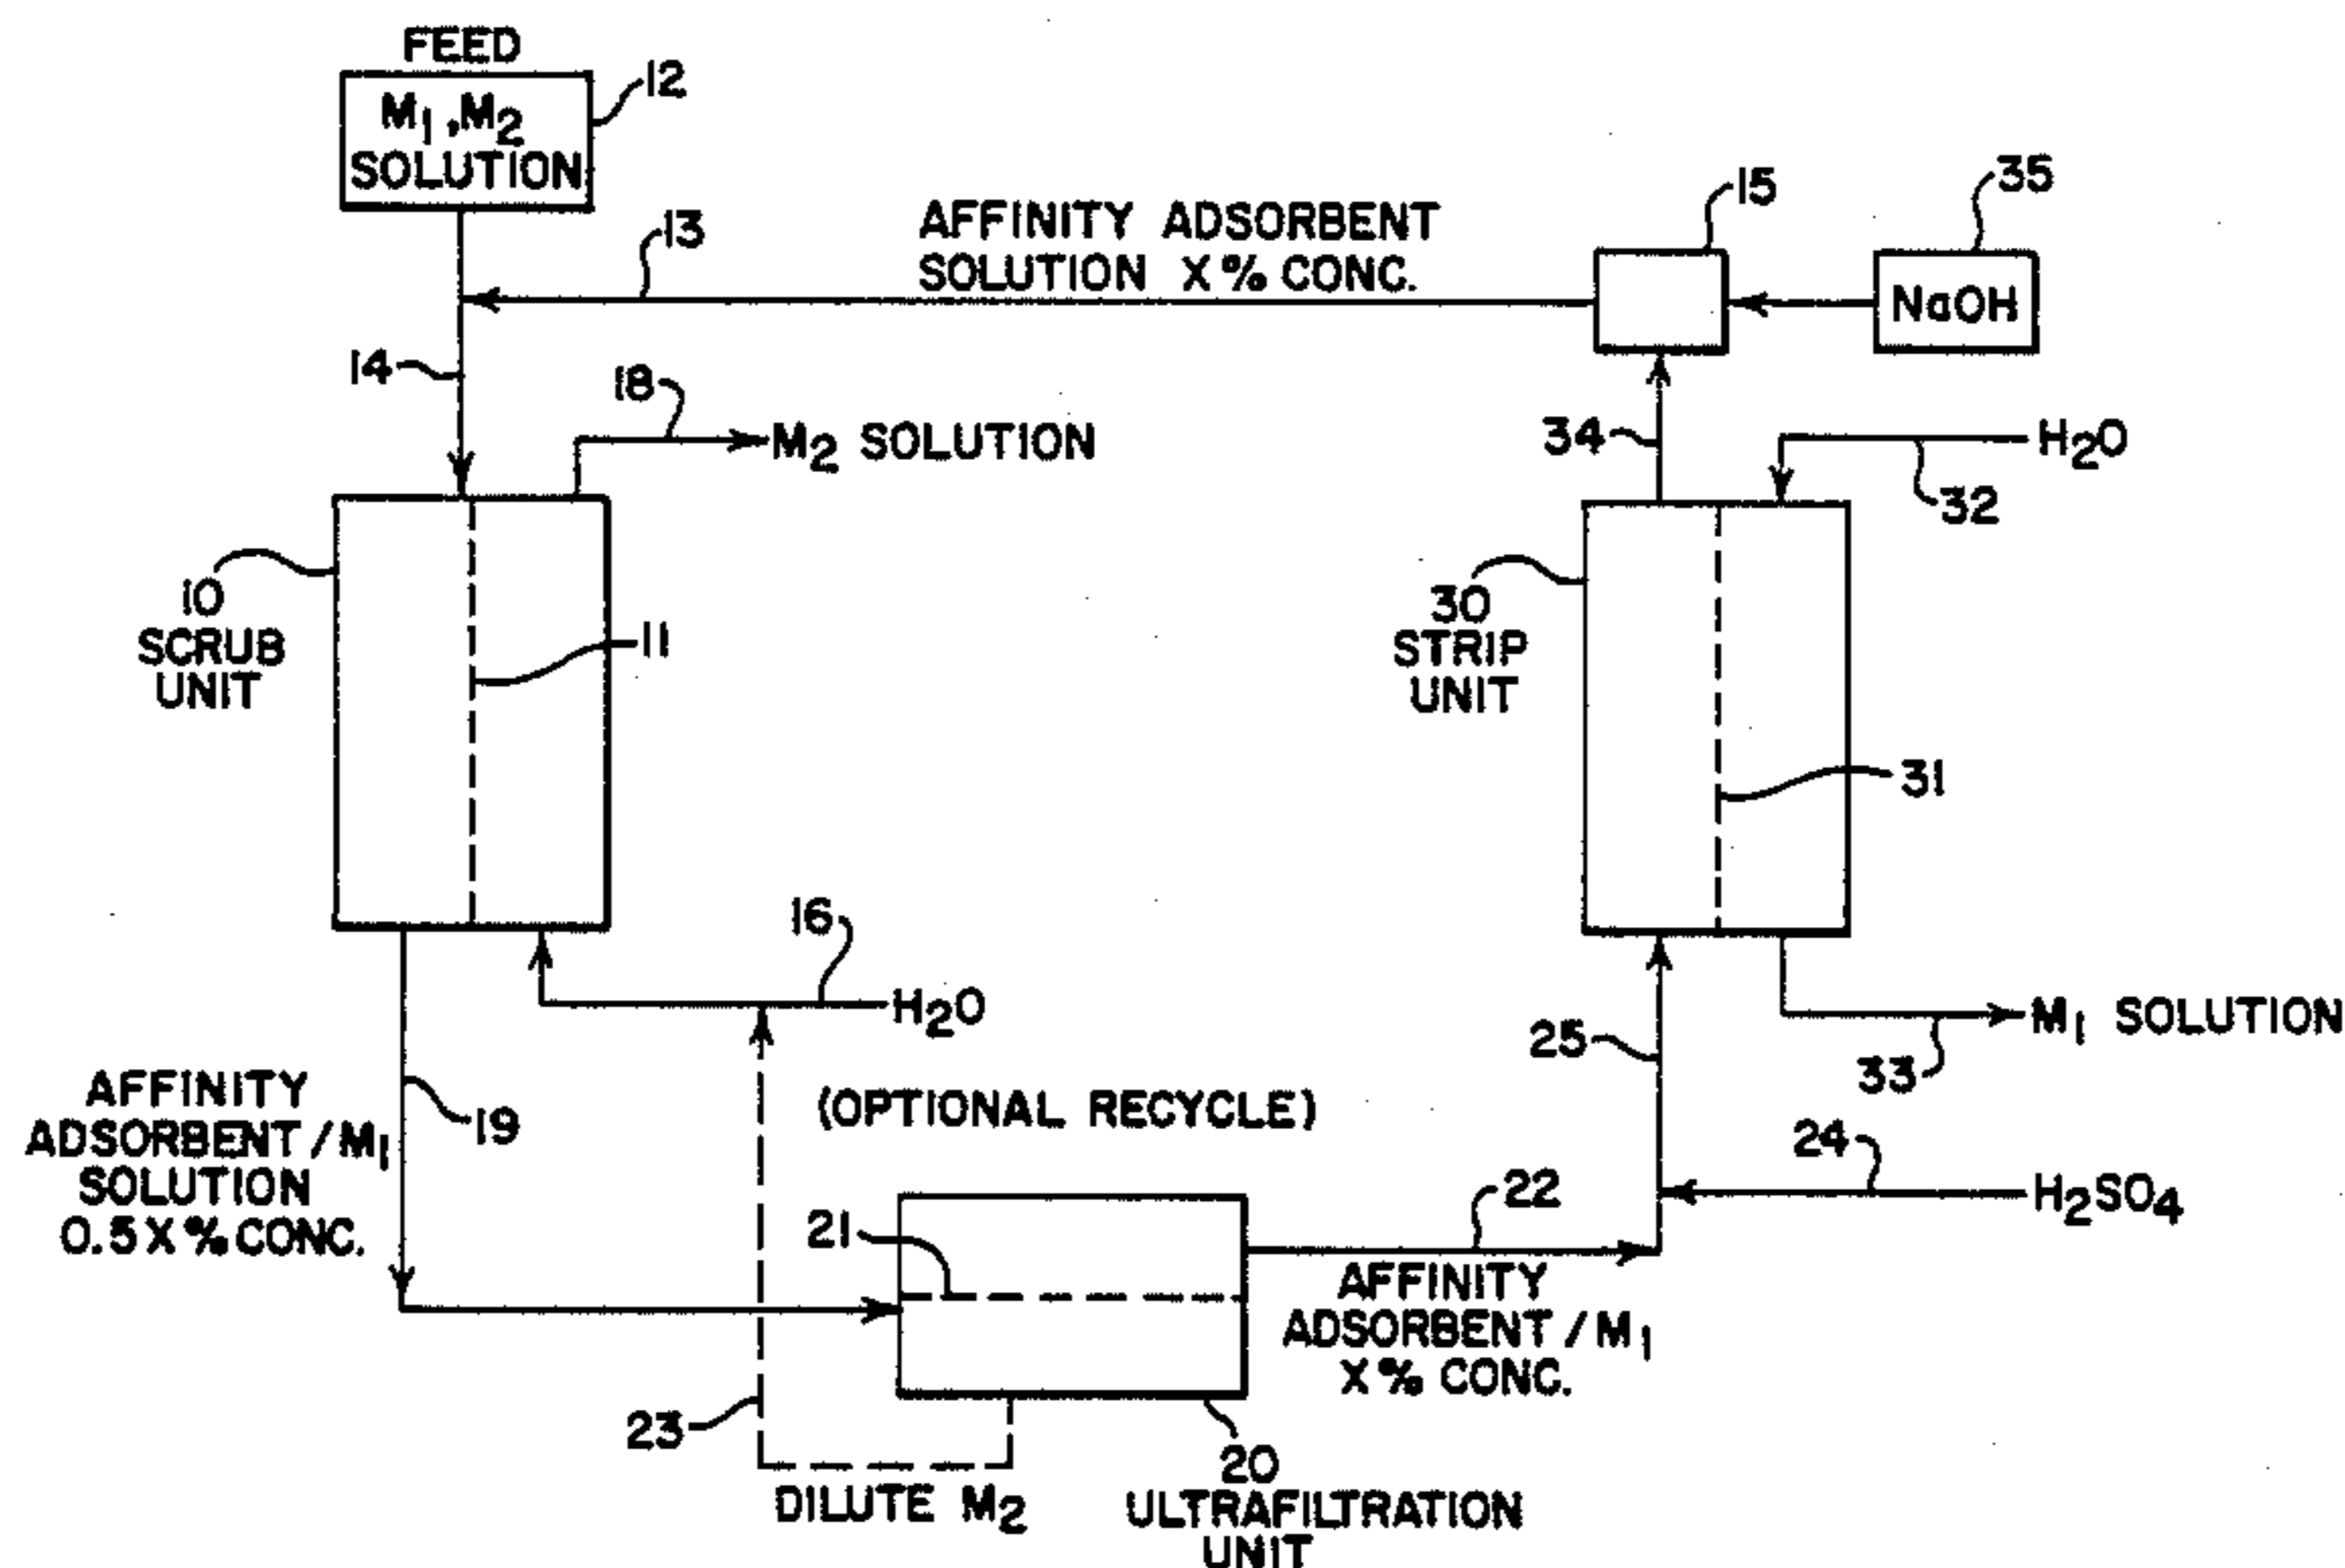 FEED
M1,M2
SOLUTION
12
13
AFFINITY ADSORBENT
SOLUTION X % CONC.
15
35
NaOH
14
18
M2 SOLUTION
34
H2O
32
10
SCRUB
UNIT
11
30
STRIP
UNIT
31
16
H2O
25
M1 SOLUTION
33
AFFINITY
ADSORBENT / M1
SOLUTION
0.5X % CONC.
19
(OPTIONAL RECYCLE)
24
H2SO4
21
22
AFFINITY
ADSORBENT / M1
X % CONC.
23
DILUTE M2
20
ULTRAFILTRATION
UNIT